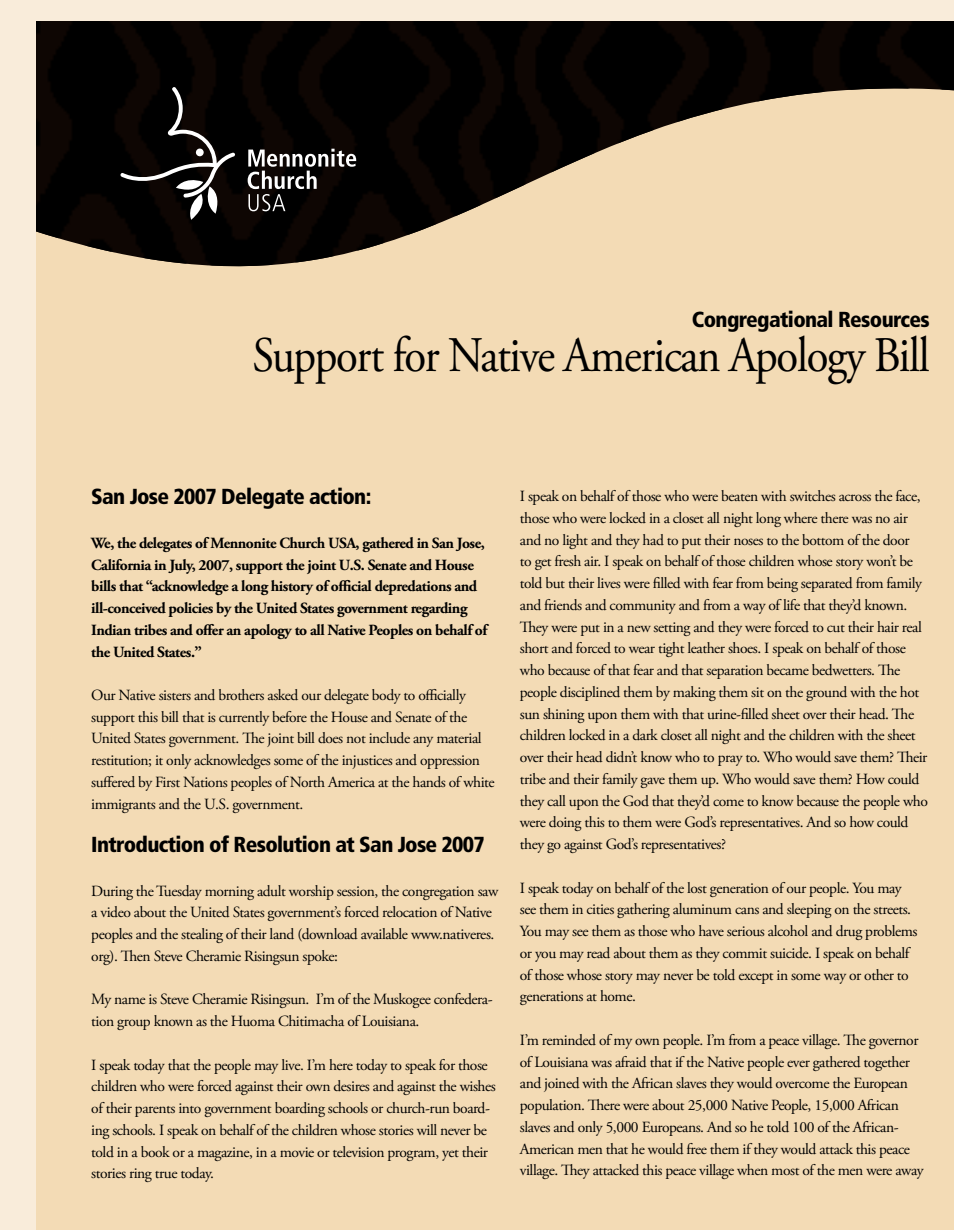 Mennonite
Church
USA
Congregational Resources
Support for Native American Apology Bill
San Jose 2007 Delegate action:
We, the delegates of Mennonite Church USA, gathered in San Jose,
California in July, 2007, support the joint U.S. Senate and House
bills that “acknowledge a long history of official depredations and
ill-conceived policies by the United States government regarding
Indian tribes and offer an apology to all Native Peoples on behalf of
the United States.”
Our Native sisters and brothers asked our delegate body to officially
support this bill that is currently before the House and Senate of the
United States government. The joint bill does not include any material
restitution; it only acknowledges some of the injustices and oppression
suffered by First Nations peoples of North America at the hands of white
immigrants and the U.S. government.
Introduction of Resolution at San Jose 2007
During the Tuesday morning adult worship session, the congregation saw
a video about the United States government’s forced relocation of Native
peoples and the stealing of their land (download available www.nativeres.
org). Then Steve Cheramie Risingsun spoke:
My name is Steve Cheramie Risingsun.  I’m of the Muskogee confedera-
tion group known as the Huoma Chitimacha of Louisiana.
I speak today that the people may live. I’m here today to speak for those
children who were forced against their own desires and against the wishes
of their parents into government boarding schools or church-run board-
ing schools. I speak on behalf of the children whose stories will never be
told in a book or a magazine, in a movie or television program, yet their
stories ring true today.
I speak on behalf of those who were beaten with switches across the face,
those who were locked in a closet all night long where there was no air
and no light and they had to put their noses to the bottom of the door
to get fresh air. I speak on behalf of those children whose story won’t be
told but their lives were filled with fear from being separated from family
and friends and community and from a way of life that they’d known.
They were put in a new setting and they were forced to cut their hair real
short and forced to wear tight leather shoes. I speak on behalf of those
who because of that fear and that separation became bedwetters. The
people disciplined them by making them sit on the ground with the hot
sun shining upon them with that urine-filled sheet over their head. The
children locked in a dark closet all night and the children with the sheet
over their head didn’t know who to pray to. Who would save them? Their
tribe and their family gave them up. Who would save them? How could
they call upon the God that they’d come to know because the people who
were doing this to them were God’s representatives. And so how could
they go against God’s representatives?
I speak today on behalf of the lost generation of our people. You may
see them in cities gathering aluminum cans and sleeping on the streets.
You may see them as those who have serious alcohol and drug problems
or you may read about them as they commit suicide. I speak on behalf
of those whose story may never be told except in some way or other to
generations at home.
I’m reminded of my own people. I’m from a peace village. The governor
of Louisiana was afraid that if the Native people ever gathered together
and joined with the African slaves they would overcome the European
population. There were about 25,000 Native People, 15,000 African
slaves and only 5,000 Europeans. And so he told 100 of the African-
American men that he would free them if they would attack this peace
village. They attacked this peace village when most of the men were away